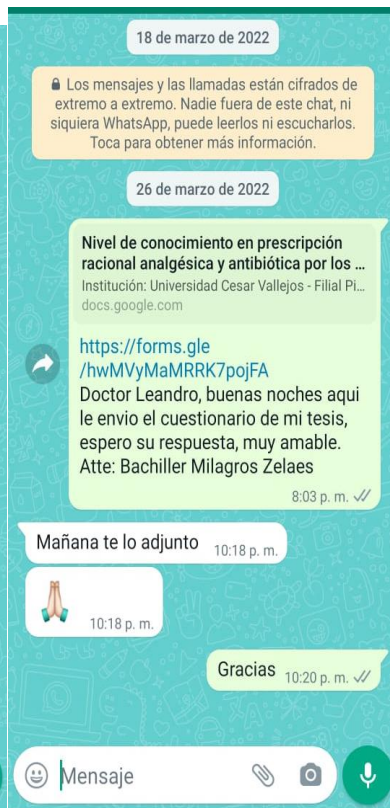 18 de marzo de 2022
Los mensajes y las llamadas están cifrados de
extremo a extremo. Nadie fuera de este chat, ni
siquiera WhatsApp, puede leerlos ni escucharlos.
Toca para obtener más información.
26 de marzo de 2022
Nivel de conocimiento en prescripción
racional analgésica y antibiótica por los ...
Institución: Universidad Cesar Vallejos - Filial Pi...
docs.google.com
https://forms.gle
/hwMVyMaMRRK7pojFA
Doctor Leandro, buenas noches aqui
le envio el cuestionario de mi tesis,
espero su respuesta, muy amable.
Atte: Bachiller Milagros Zelaes
8:03 p. m.
Mañana te lo adjunto 10:18 p. m.
10:18 p. m.
Gracias 10:20 p. m.
Mensaje